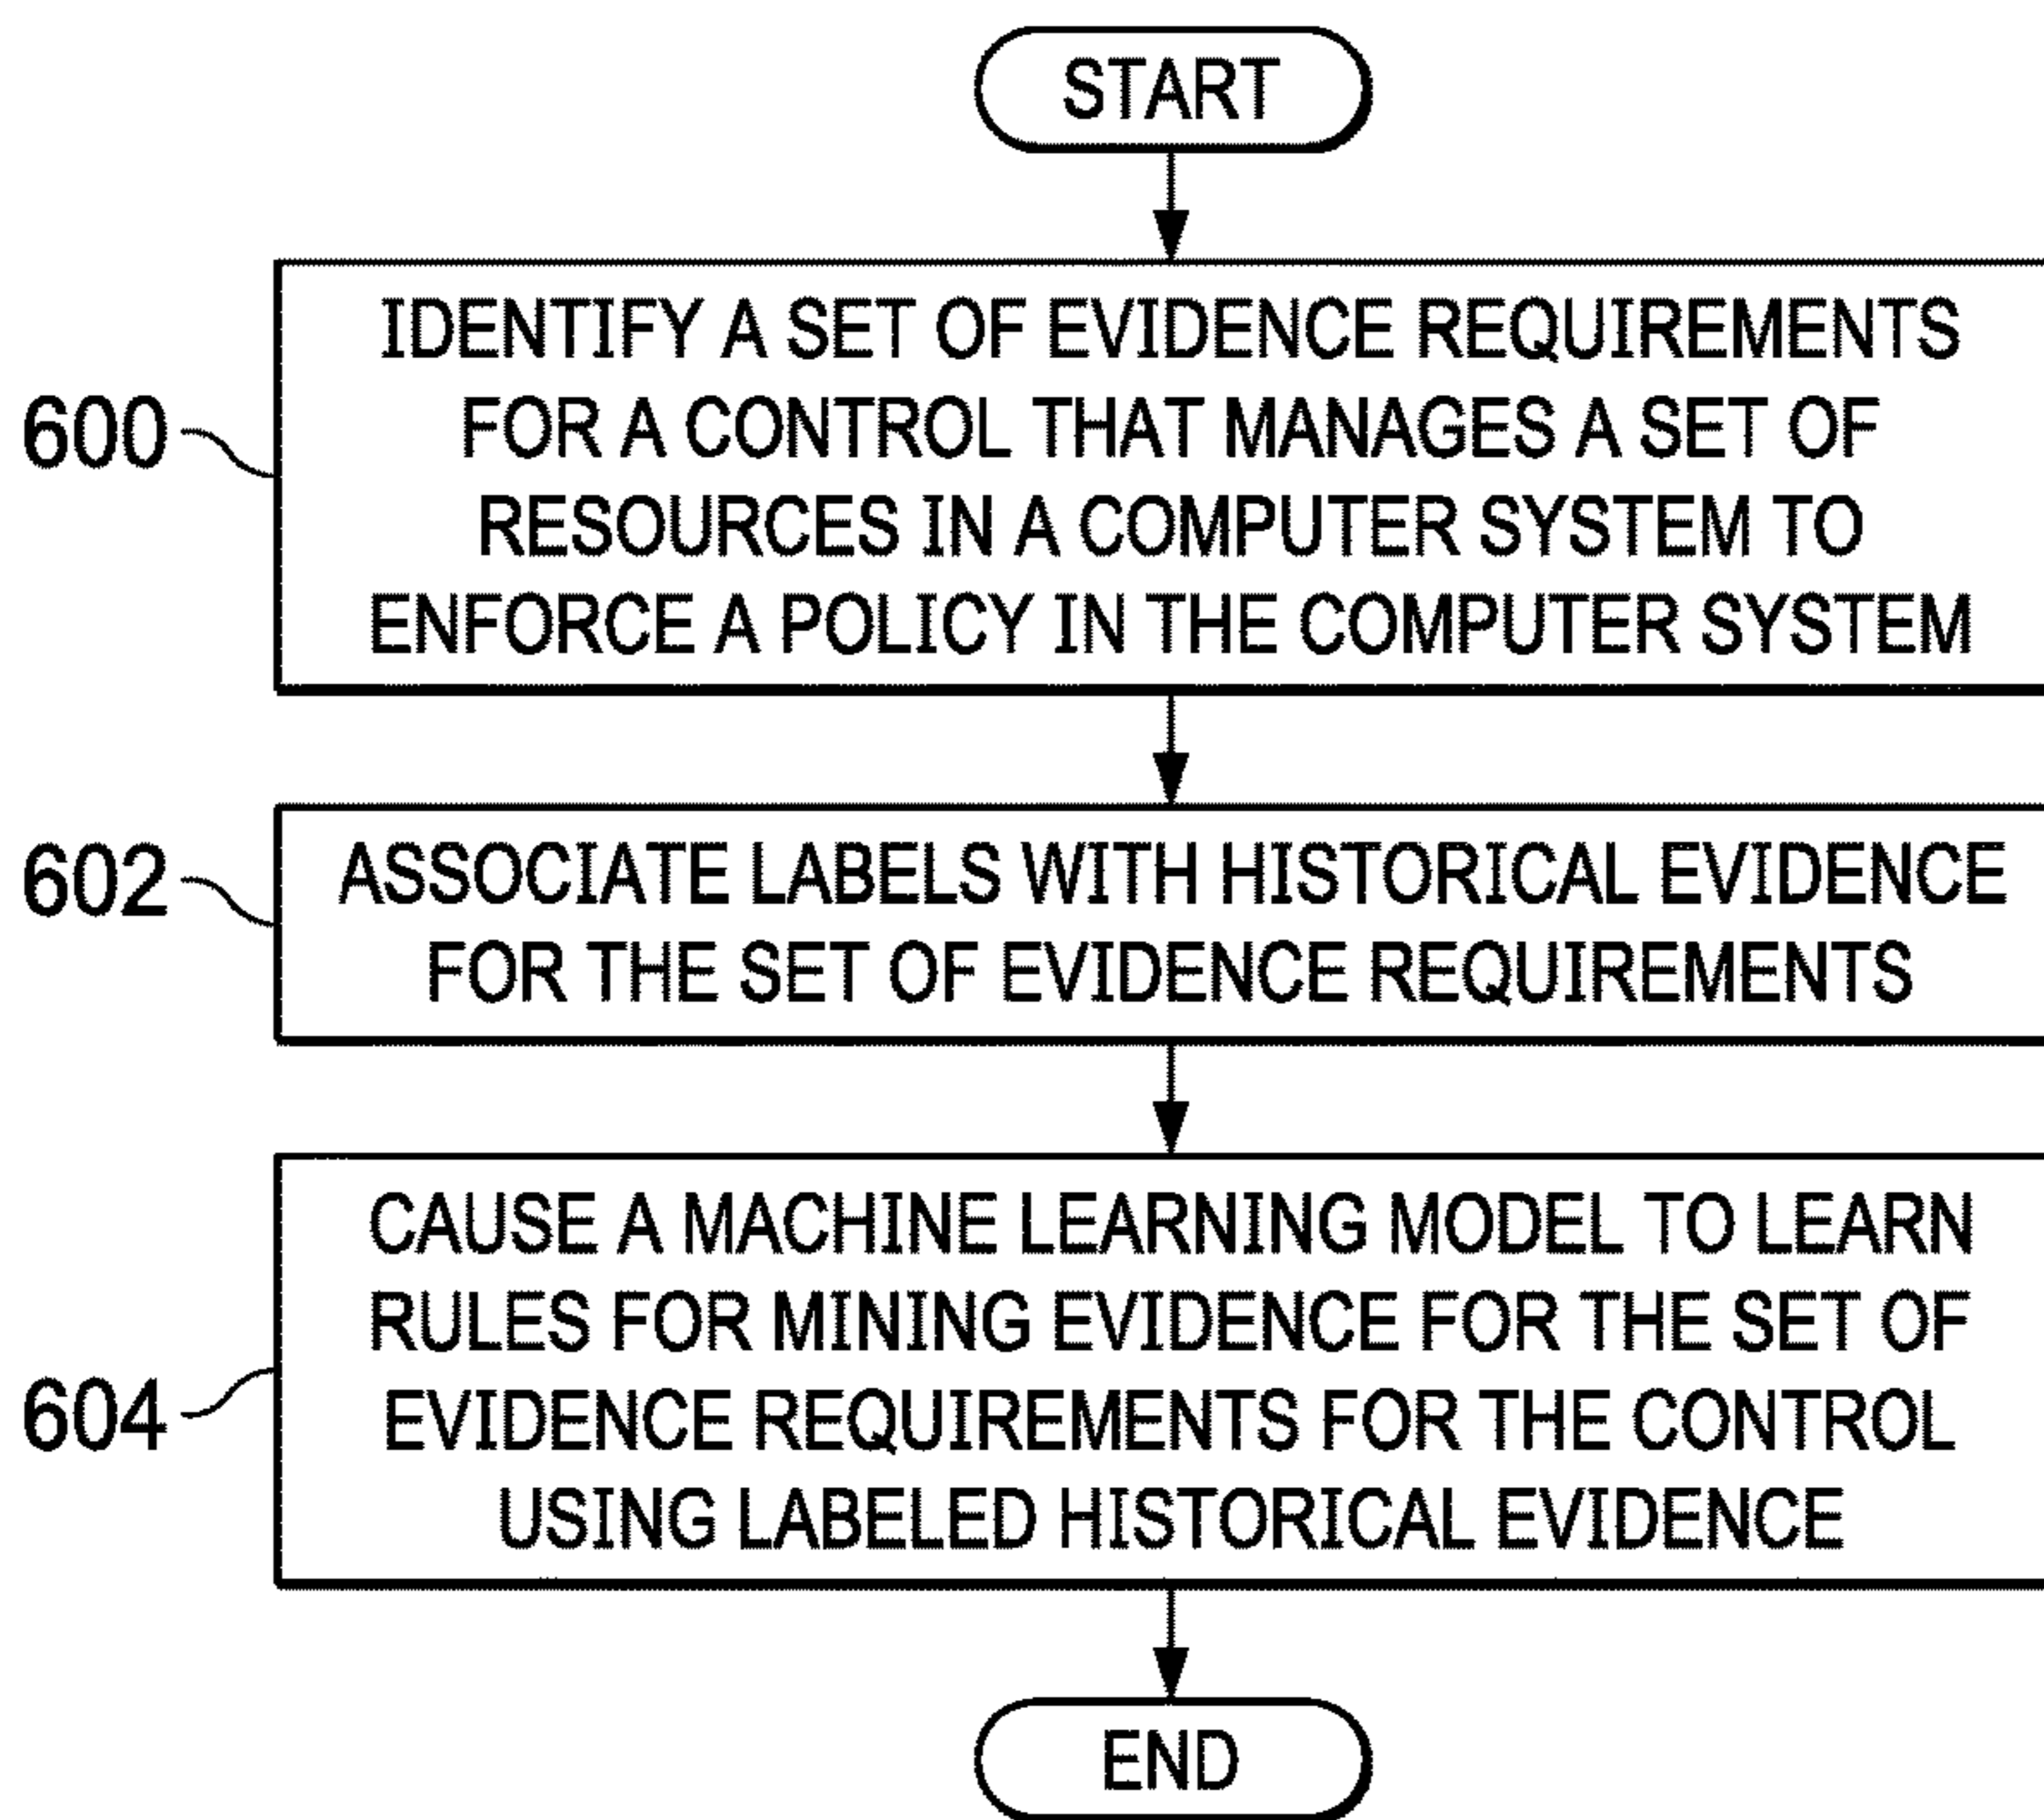 START
600
IDENTIFY A SET OF EVIDENCE REQUIREMENTS
FOR A CONTROL THAT MANAGES A SET OF
RESOURCES IN A COMPUTER SYSTEM TO
ENFORCE A POLICY IN THE COMPUTER SYSTEM
602
ASSOCIATE LABELS WITH HISTORICAL EVIDENCE
FOR THE SET OF EVIDENCE REQUIREMENTS
604
CAUSE A MACHINE LEARNING MODEL TO LEARN
RULES FOR MINING EVIDENCE FOR THE SET OF
EVIDENCE REQUIREMENTS FOR THE CONTROL
USING LABELED HISTORICAL EVIDENCE
END